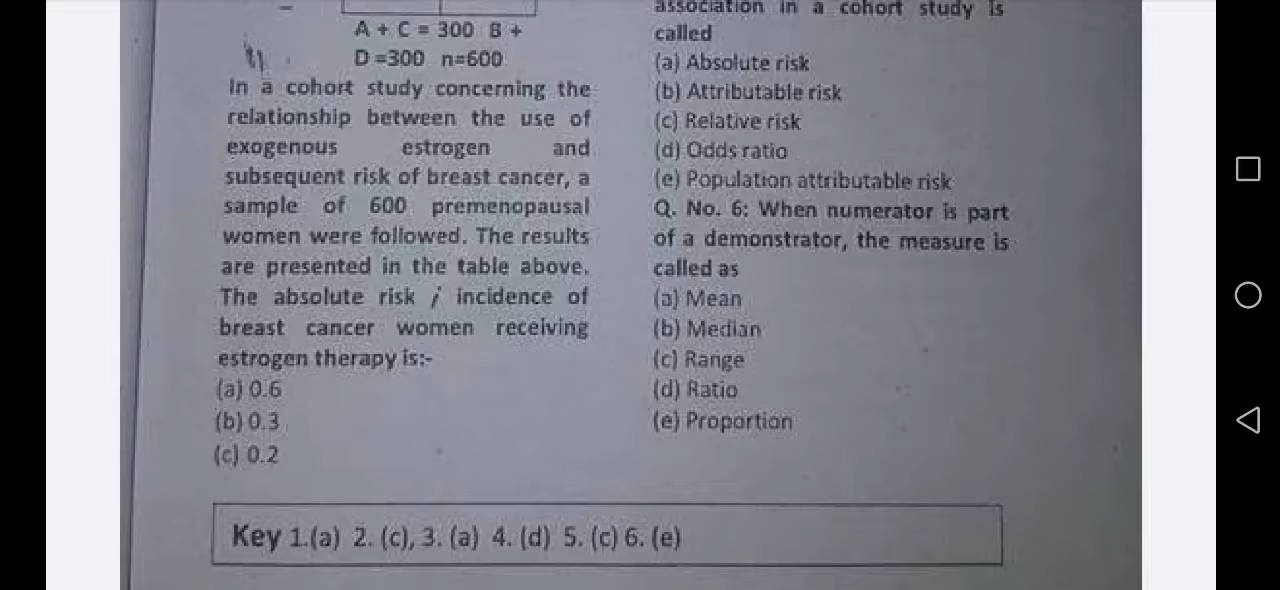 A + C = 300 B +
D =300 n=600
In a cohort study concerning the
relationship between the use of
exogenous estrogen and
subsequent risk of breast cancer, a
sample of 600 premenopausal
women were followed. The results
are presented in the table above.
The absolute risk / incidence of
breast cancer women receiving
estrogen therapy is:-
(a) 0.6
(b) 0.3
(c) 0.2
association in a cohort study is
called
(a) Absolute risk
(b) Attributable risk
(c) Relative risk
(d) Odds ratio
(e) Population attributable risk
Q. No. 6: When numerator is part
of a demonstrator, the measure is
called as
(a) Mean
(b) Median
(c) Range
(d) Ratio
(e) Proportion
Key 1.(a) 2. (c), 3. (a) 4. (d) 5. (c) 6. (e)